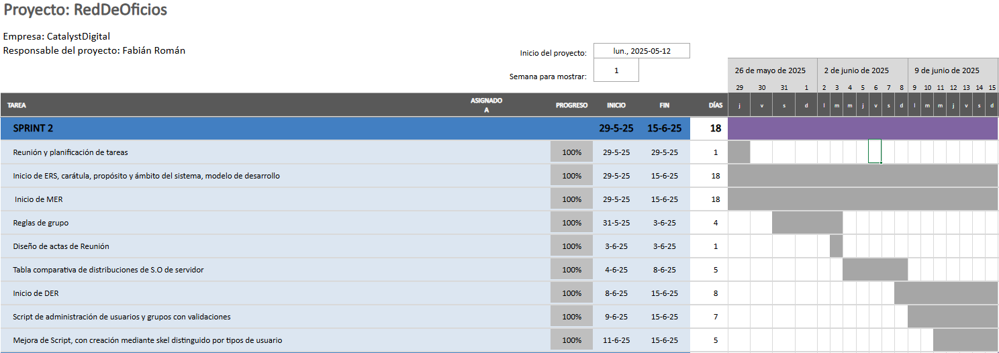 Proyecto: RedDeOficios
Empresa: CatalystDigital
Responsable del proyecto: Fabián Román
Inicio del proyecto: lun., 2025-05-12
Semana para mostrar: 1
26 de mayo de 2025 2 de junio de 2025 9 de junio de 2025
29 30 31 1 2 3 4 5 6 7 8 9 10 11 12 13 14 15
TAREA ASIGNADO A PROGRESO INICIO FIN DÍAS j v s d l m m j v s d l m m j v s d
SPRINT 2 29-5-25 15-6-25 18
Reunión y planificación de tareas 100% 29-5-25 29-5-25 1
Inicio de ERS, carátula, propósito y ámbito del sistema, modelo de desarrollo 100% 29-5-25 15-6-25 18
Inicio de MER 100% 29-5-25 15-6-25 18
Reglas de grupo 100% 31-5-25 3-6-25 4
Diseño de actas de Reunión 100% 3-6-25 3-6-25 1
Tabla comparativa de distribuciones de S.O de servidor 100% 4-6-25 8-6-25 5
Inicio de DER 100% 8-6-25 15-6-25 8
Script de administración de usuarios y grupos con validaciones 100% 9-6-25 15-6-25 7
Mejora de Script, con creación mediante skel distinguido por tipos de usuario 100% 11-6-25 15-6-25 5